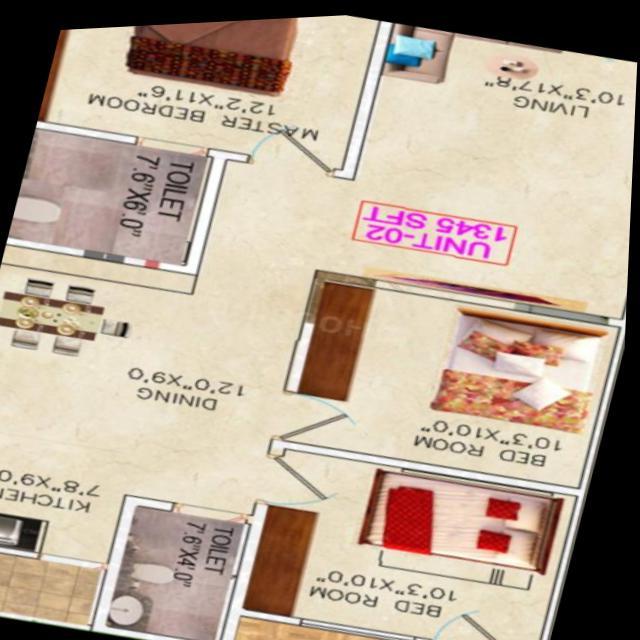 MASTER BEDROOM
12'.2"X11'6"
LIVING
10'.3"X17'.8"
TOILET
7'.6"X6'.0"
UNIT-02
1345 SFT
DINING
12'.0"X9'0
BED ROOM
10'.3"X10'.0"
KITCHEN
7'.8"X9.0
TOILET
7'.6"X4'.0"
BED ROOM
10'.3"X10'.0"